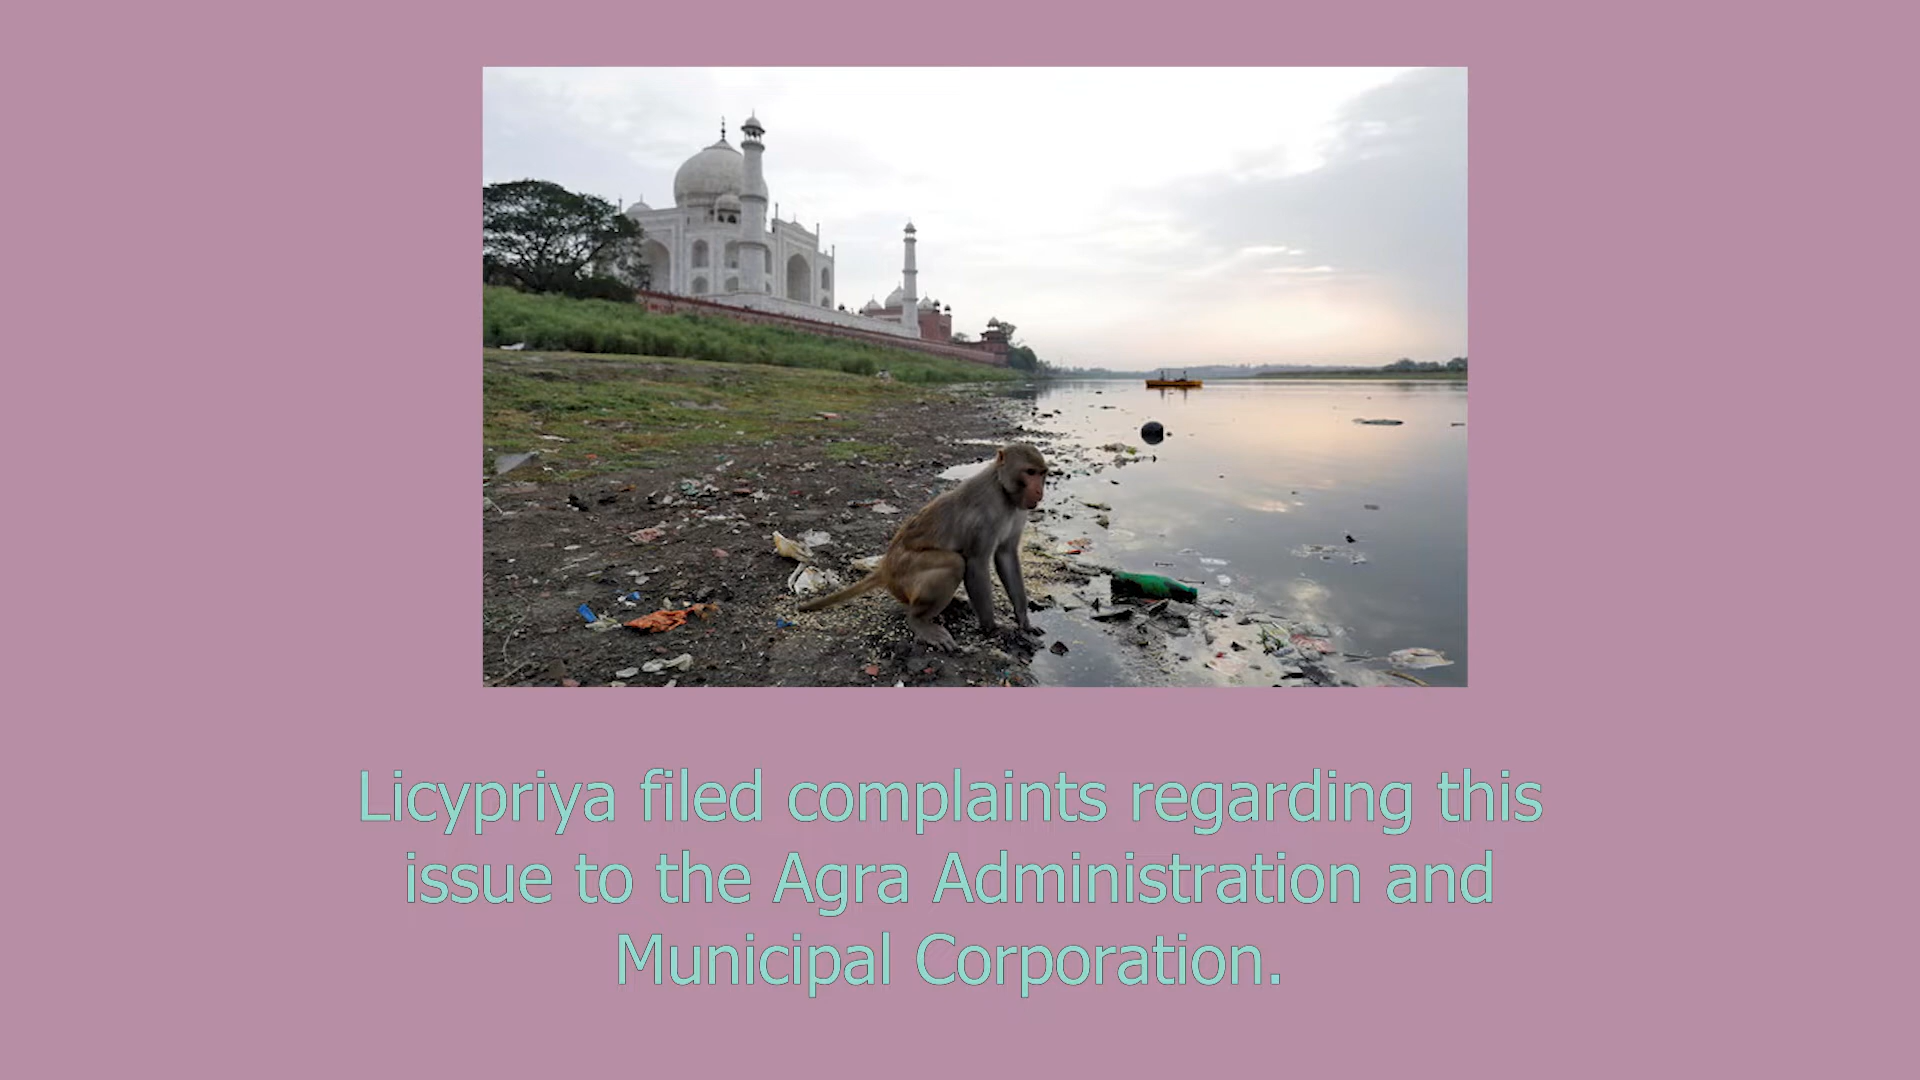 Licypriya filed complaints regarding this
issue to the Agra Administration and
Municipal Corporation.